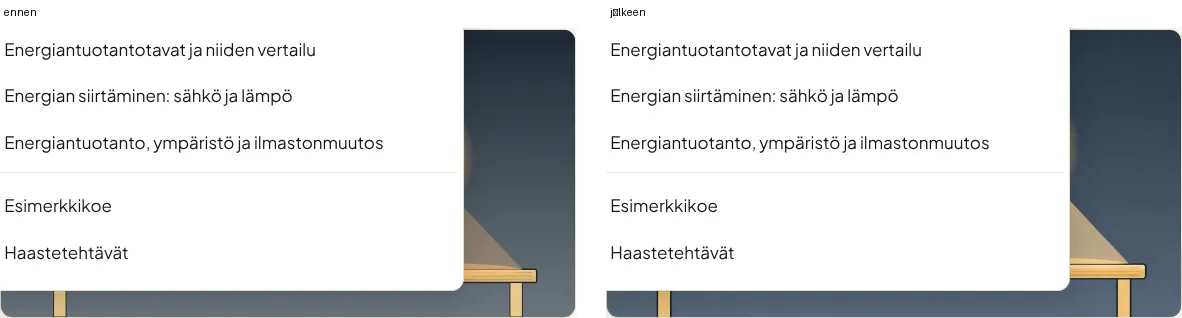 ennen
Energiantuotantotavat ja niiden vertailu
Energian siirtäminen: sähkö ja lämpö
Energiantuotanto, ympäristö ja ilmastonmuutos
Esimerkkikoe
Haastetehtävät
j▯lkeen
Energiantuotantotavat ja niiden vertailu
Energian siirtäminen: sähkö ja lämpö
Energiantuotanto, ympäristö ja ilmastonmuutos
Esimerkkikoe
Haastetehtävät